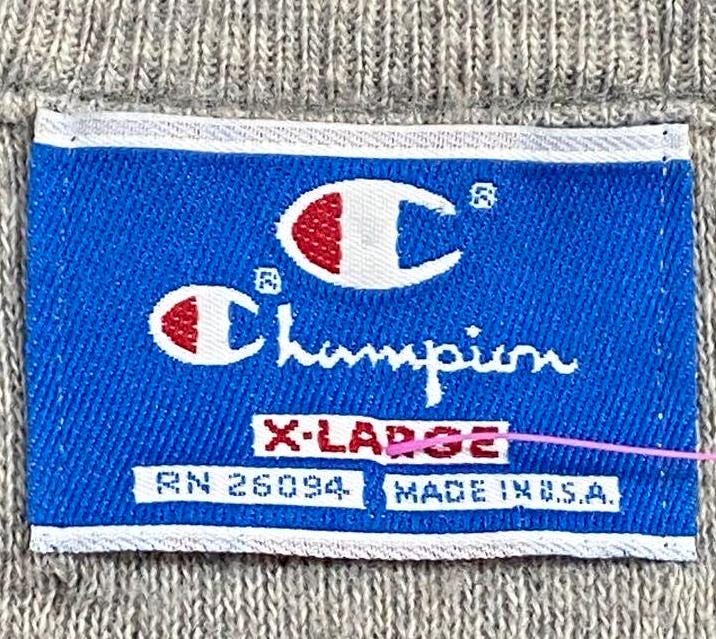 C®
®
Champion
X-LARGE
RN 26094 MADE IN U.S.A.